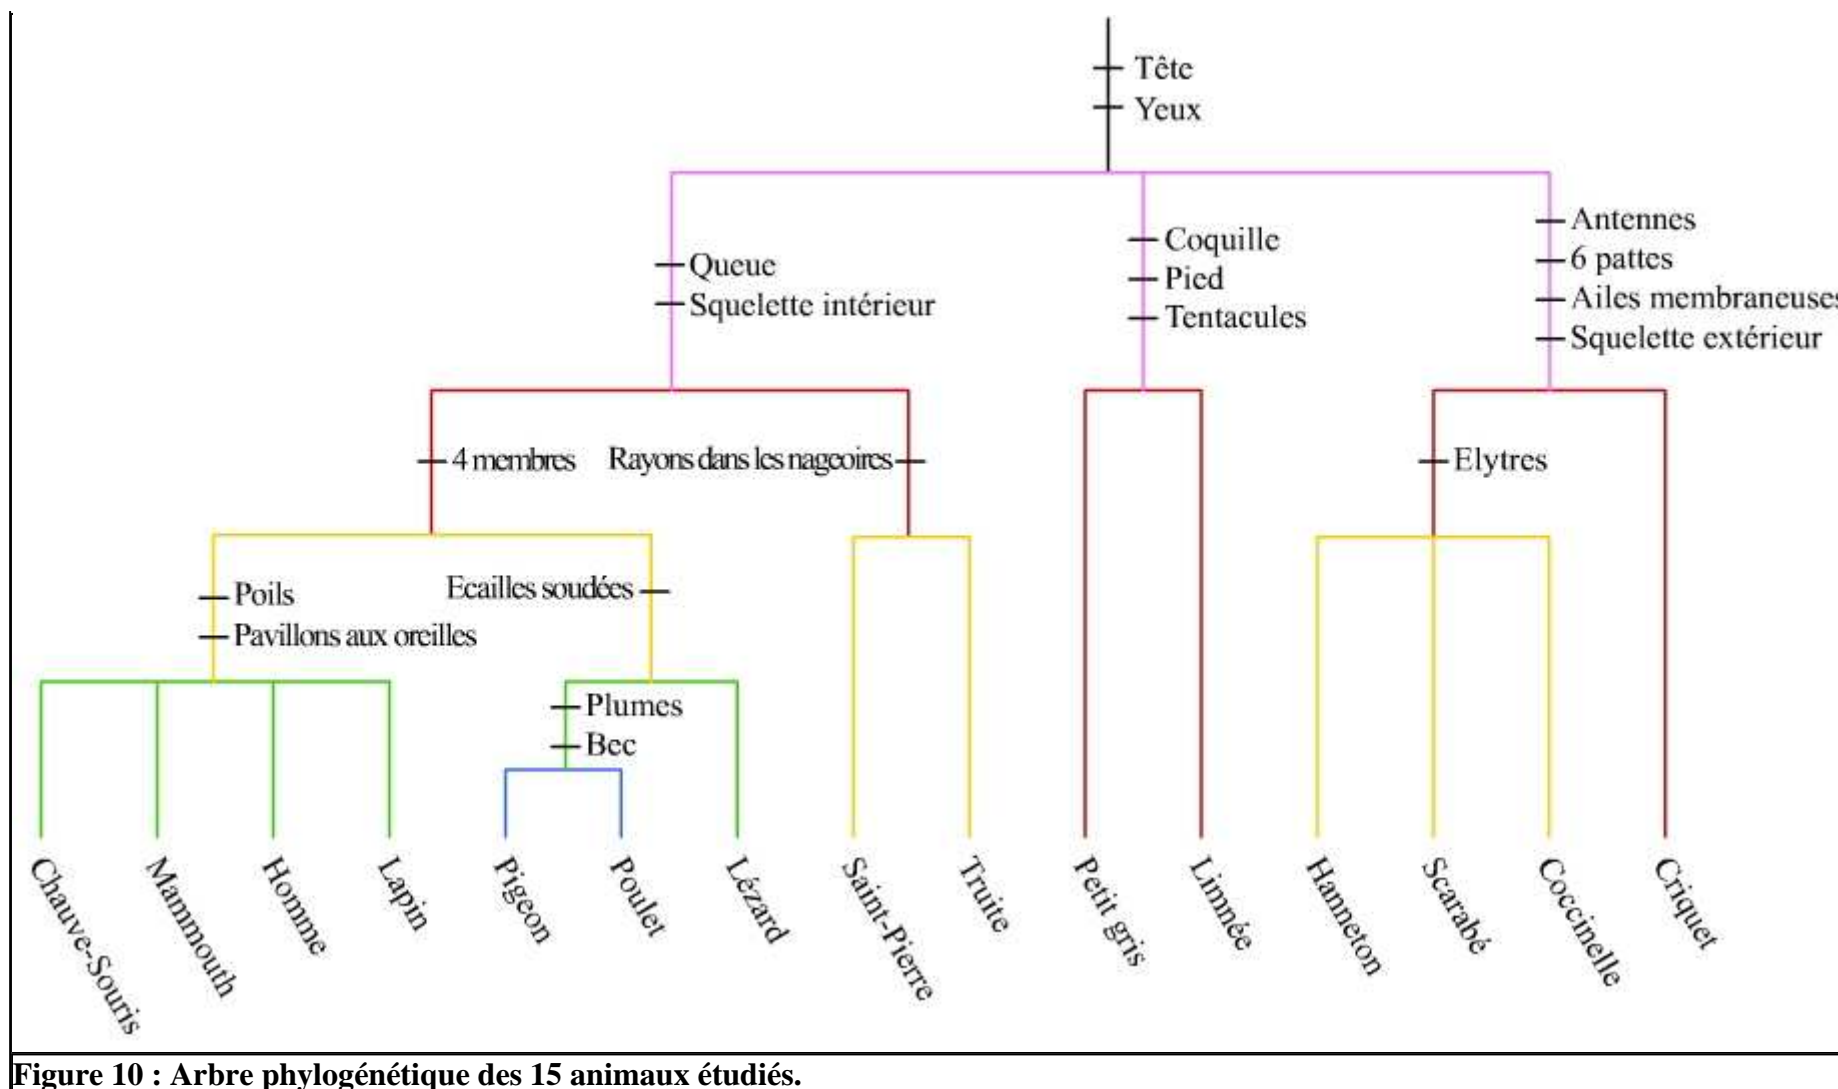 Tête
Yeux
Queue
Squelette intérieur
Coquille
Pied
Tentacules
Antennes
6 pattes
Ailes membraneuses
Squelette extérieur
4 membres
Rayons dans les nageoires
Elytres
Poils
Pavillons aux oreilles
Ecailles soudées
Plumes
Bec
Chauve-Souris
Mammouth
Homme
Lapin
Pigeon
Poulet
Lézard
Saint-Pierre
Truite
Petit gris
Limnée
Hanneton
Scarabé
Coccinelle
Criquet
Figure 10 : Arbre phylogénétique des 15 animaux étudiés.